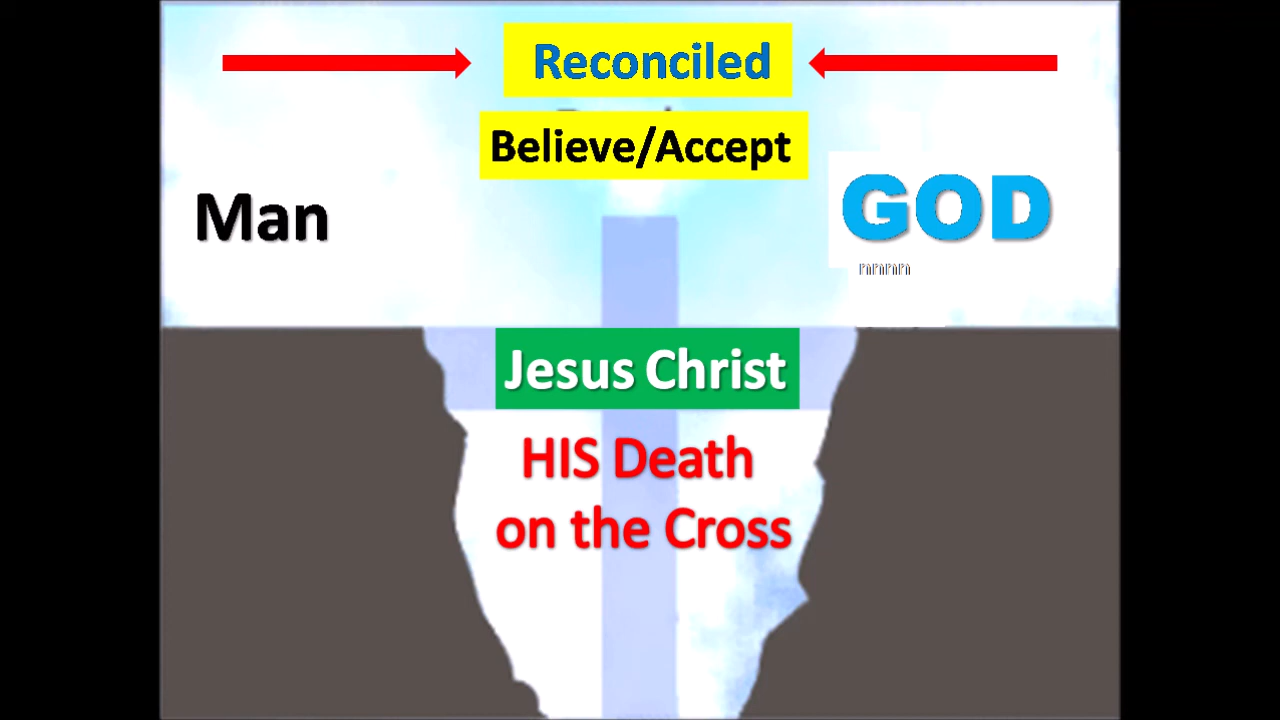 Reconciled
Believe/Accept
Man
GOD
Jesus Christ
HIS Death
on the Cross